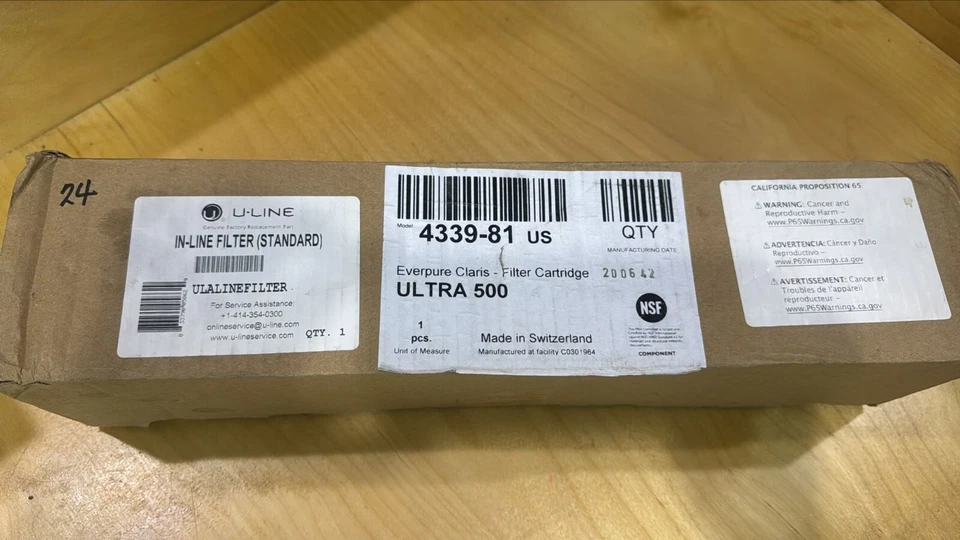 24
U-LINE
Genuine Factory Replacement Part
IN-LINE FILTER (STANDARD)
ULALINEFILTER
For Service Assistance:
+1-414-354-0300
onlineservice@u-line.com
www.u-lineservice.com
QTY. 1
Model
4339-81 US
QTY
MANUFACTURING DATE
Everpure Claris - Filter Cartridge
200642
ULTRA 500
NSF
1
pcs.
Unit of Measure
Made in Switzerland
Manufactured at facility C0301964
COMPONENT
CALIFORNIA PROPOSITION 65
⚠ WARNING: Cancer and
Reproductive Harm –
www.P65Warnings.ca.gov
⚠ ADVERTENCIA: Cáncer y Daño
Reproductivo –
www.P65Warnings.ca.gov
⚠ AVERTISSEMENT: Cancer et
Troubles de l'appareil
reproducteur –
www.P65Warnings.ca.gov